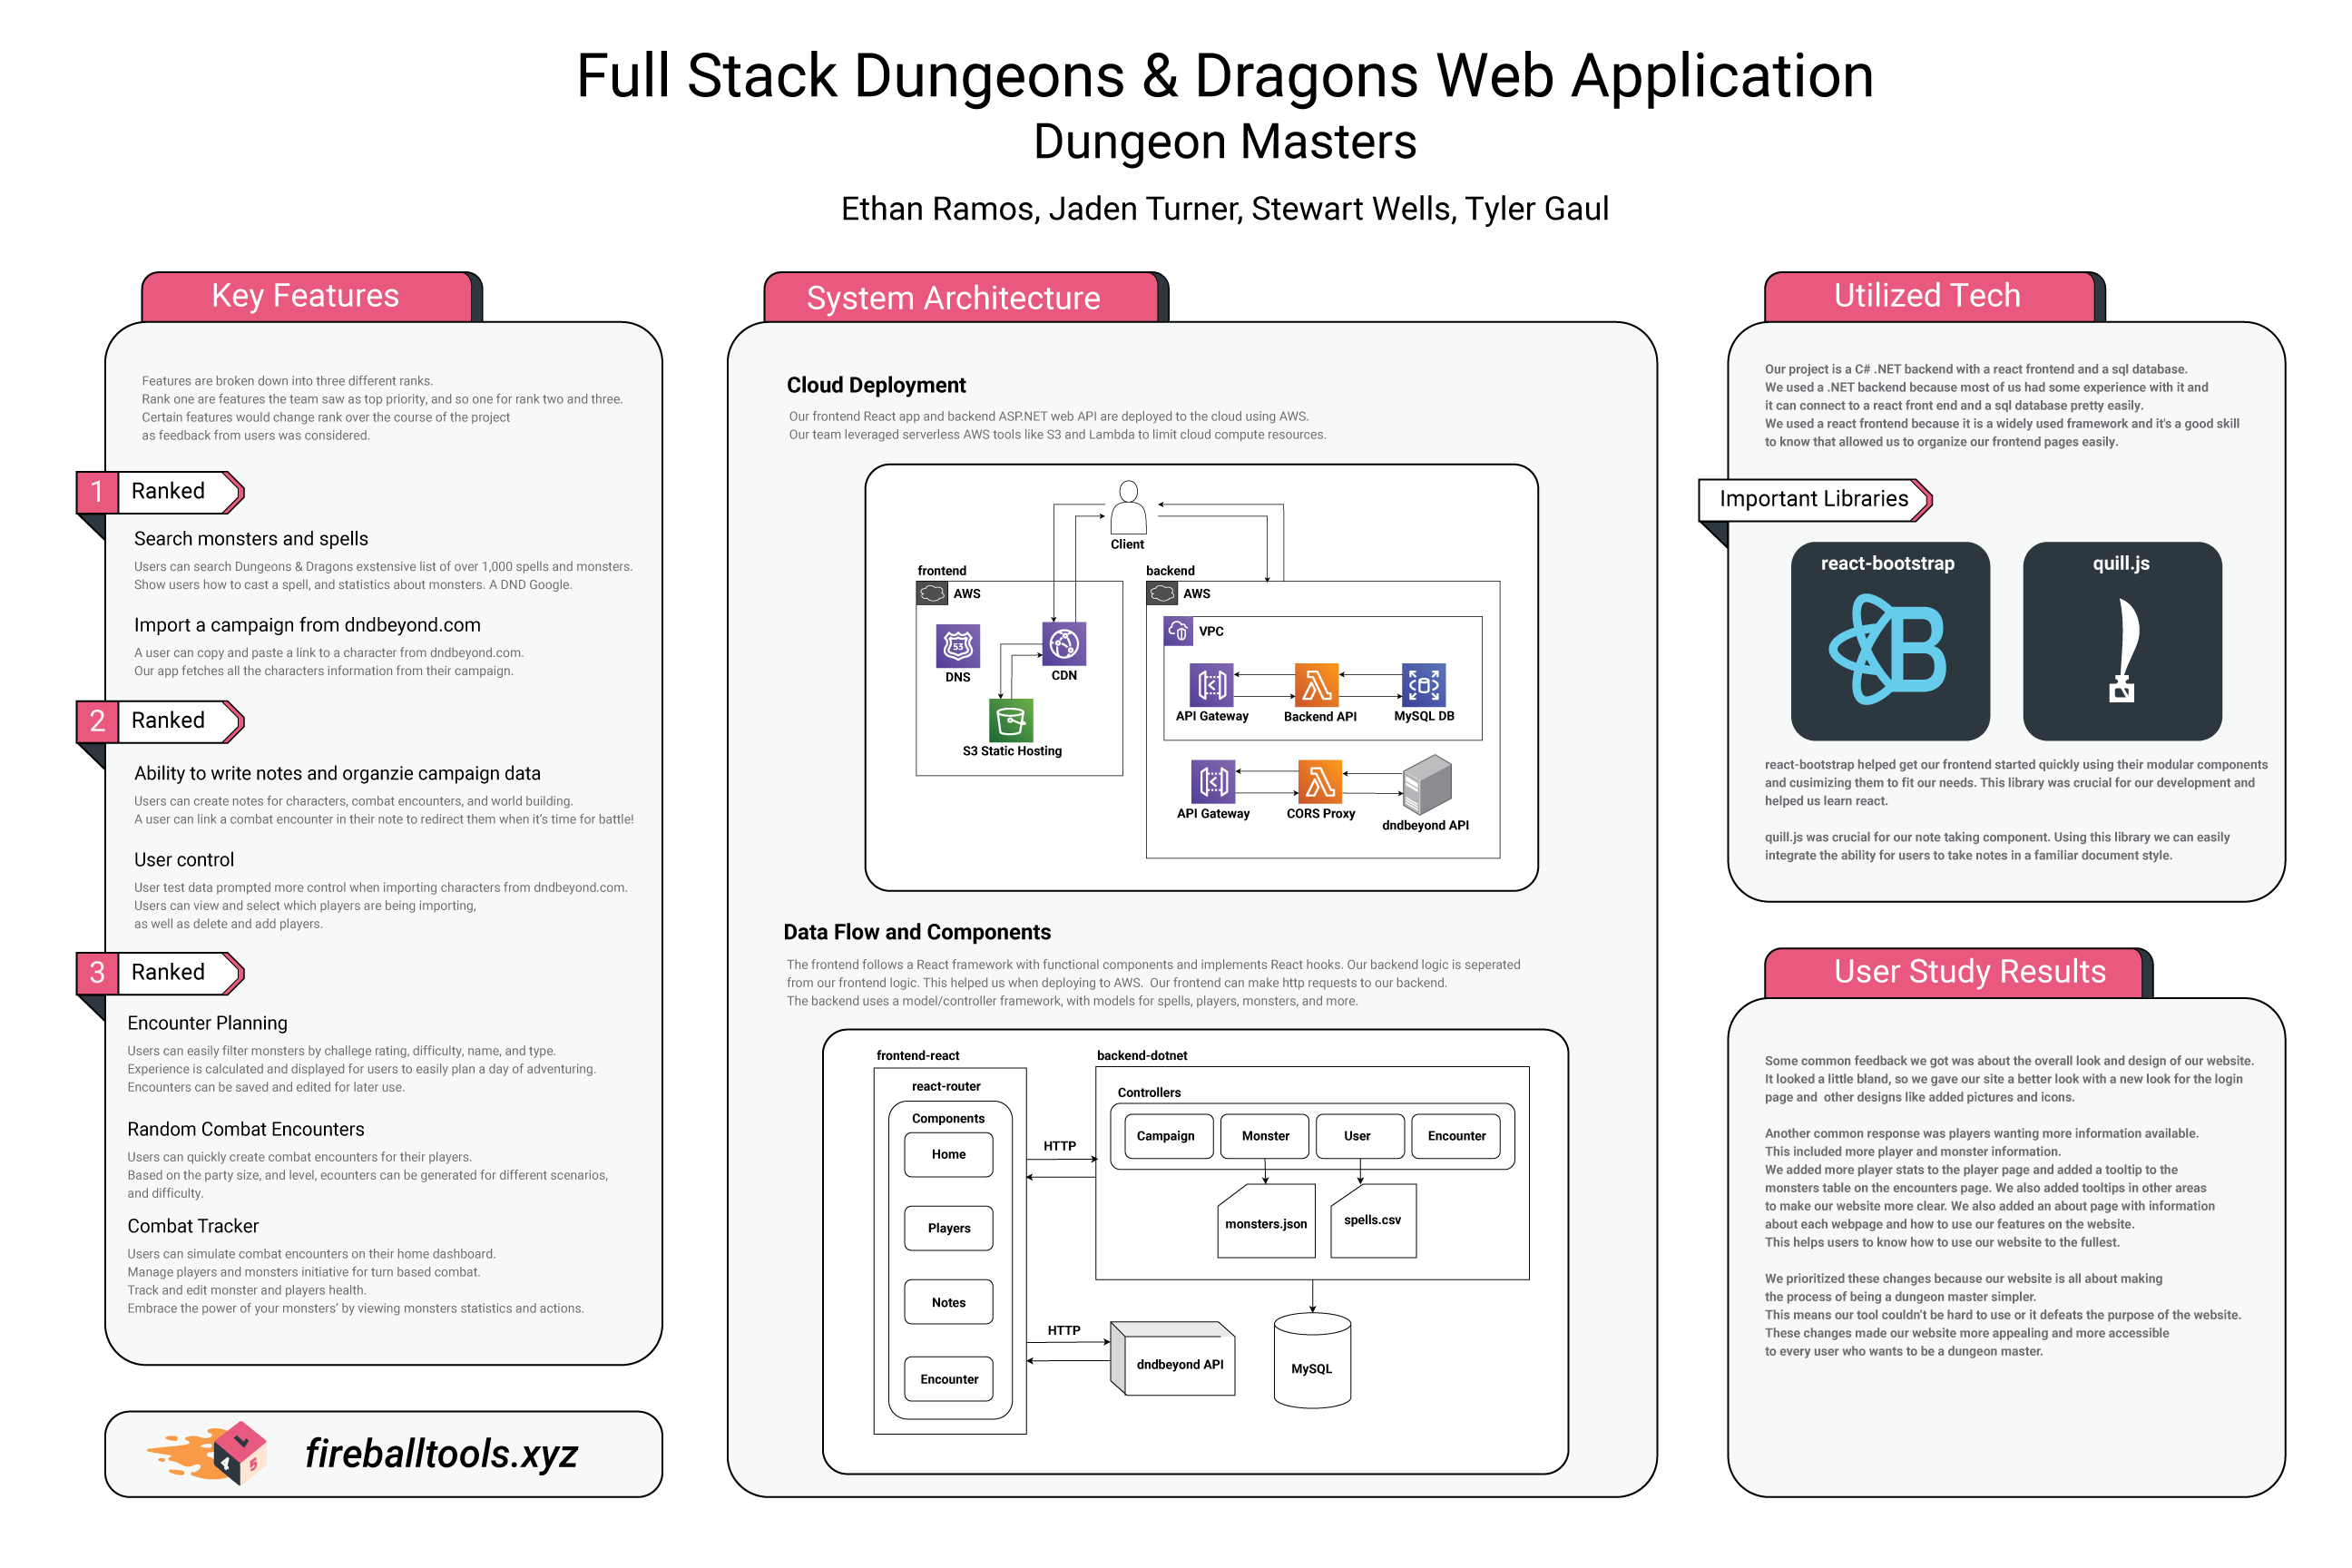 Full Stack Dungeons & Dragons Web Application
Dungeon Masters
Ethan Ramos, Jaden Turner, Stewart Wells, Tyler Gaul
Key Features
Features are broken down into three different ranks.
Rank one are features the team saw as top priority, and so one for rank two and three.
Certain features would change rank over the course of the project
as feedback from users was considered.
1 Ranked
Search monsters and spells
Users can search Dungeons & Dragons exstensive list of over 1,000 spells and monsters.
Show users how to cast a spell, and statistics about monsters. A DND Google.
Import a campaign from dndbeyond.com
A user can copy and paste a link to a character from dndbeyond.com.
Our app fetches all the characters information from their campaign.
2 Ranked
Ability to write notes and organzie campaign data
Users can create notes for characters, combat encounters, and world building.
A user can link a combat encounter in their note to redirect them when it's time for battle!
User control
User test data prompted more control when importing characters from dndbeyond.com.
Users can view and select which players are being importing,
as well as delete and add players.
3 Ranked
Encounter Planning
Users can easily filter monsters by challege rating, difficulty, name, and type.
Experience is calculated and displayed for users to easily plan a day of adventuring.
Encounters can be saved and edited for later use.
Random Combat Encounters
Users can quickly create combat encounters for their players.
Based on the party size, and level, ecounters can be generated for different scenarios,
and difficulty.
Combat Tracker
Users can simulate combat encounters on their home dashboard.
Manage players and monsters initiative for turn based combat.
Track and edit monster and players health.
Embrace the power of your monsters' by viewing monsters statistics and actions.
1
4
5
fireballtools.xyz
System Architecture
Cloud Deployment
Our frontend React app and backend ASP.NET web API are deployed to the cloud using AWS.
Our team leveraged serverless AWS tools like S3 and Lambda to limit cloud compute resources.
Client
frontend
AWS
53
DNS
CDN
S3 Static Hosting
backend
AWS
VPC
API Gateway
Backend API
MySQL DB
API Gateway
CORS Proxy
dndbeyond API
Data Flow and Components
The frontend follows a React framework with functional components and implements React hooks. Our backend logic is seperated
from our frontend logic. This helped us when deploying to AWS.  Our frontend can make http requests to our backend.
The backend uses a model/controller framework, with models for spells, players, monsters, and more.
frontend-react
react-router
Components
Home
Players
Notes
Encounter
HTTP
HTTP
backend-dotnet
Controllers
Campaign
Monster
User
Encounter
monsters.json
spells.csv
dndbeyond API
MySQL
Utilized Tech
Our project is a C# .NET backend with a react frontend and a sql database.
We used a .NET backend because most of us had some experience with it and
it can connect to a react front end and a sql database pretty easily.
We used a react frontend because it is a widely used framework and it's a good skill
to know that allowed us to organize our frontend pages easily.
Important Libraries
react-bootstrap
B
quill.js
react-bootstrap helped get our frontend started quickly using their modular components
and cusimizing them to fit our needs. This library was crucial for our development and
helped us learn react.
quill.js was crucial for our note taking component. Using this library we can easily
integrate the ability for users to take notes in a familiar document style.
User Study Results
Some common feedback we got was about the overall look and design of our website.
It looked a little bland, so we gave our site a better look with a new look for the login
page and  other designs like added pictures and icons.
Another common response was players wanting more information available.
This included more player and monster information.
We added more player stats to the player page and added a tooltip to the
monsters table on the encounters page. We also added tooltips in other areas
to make our website more clear. We also added an about page with information
about each webpage and how to use our features on the website.
This helps users to know how to use our website to the fullest.
We prioritized these changes because our website is all about making
the process of being a dungeon master simpler.
This means our tool couldn't be hard to use or it defeats the purpose of the website.
These changes made our website more appealing and more accessible
to every user who wants to be a dungeon master.